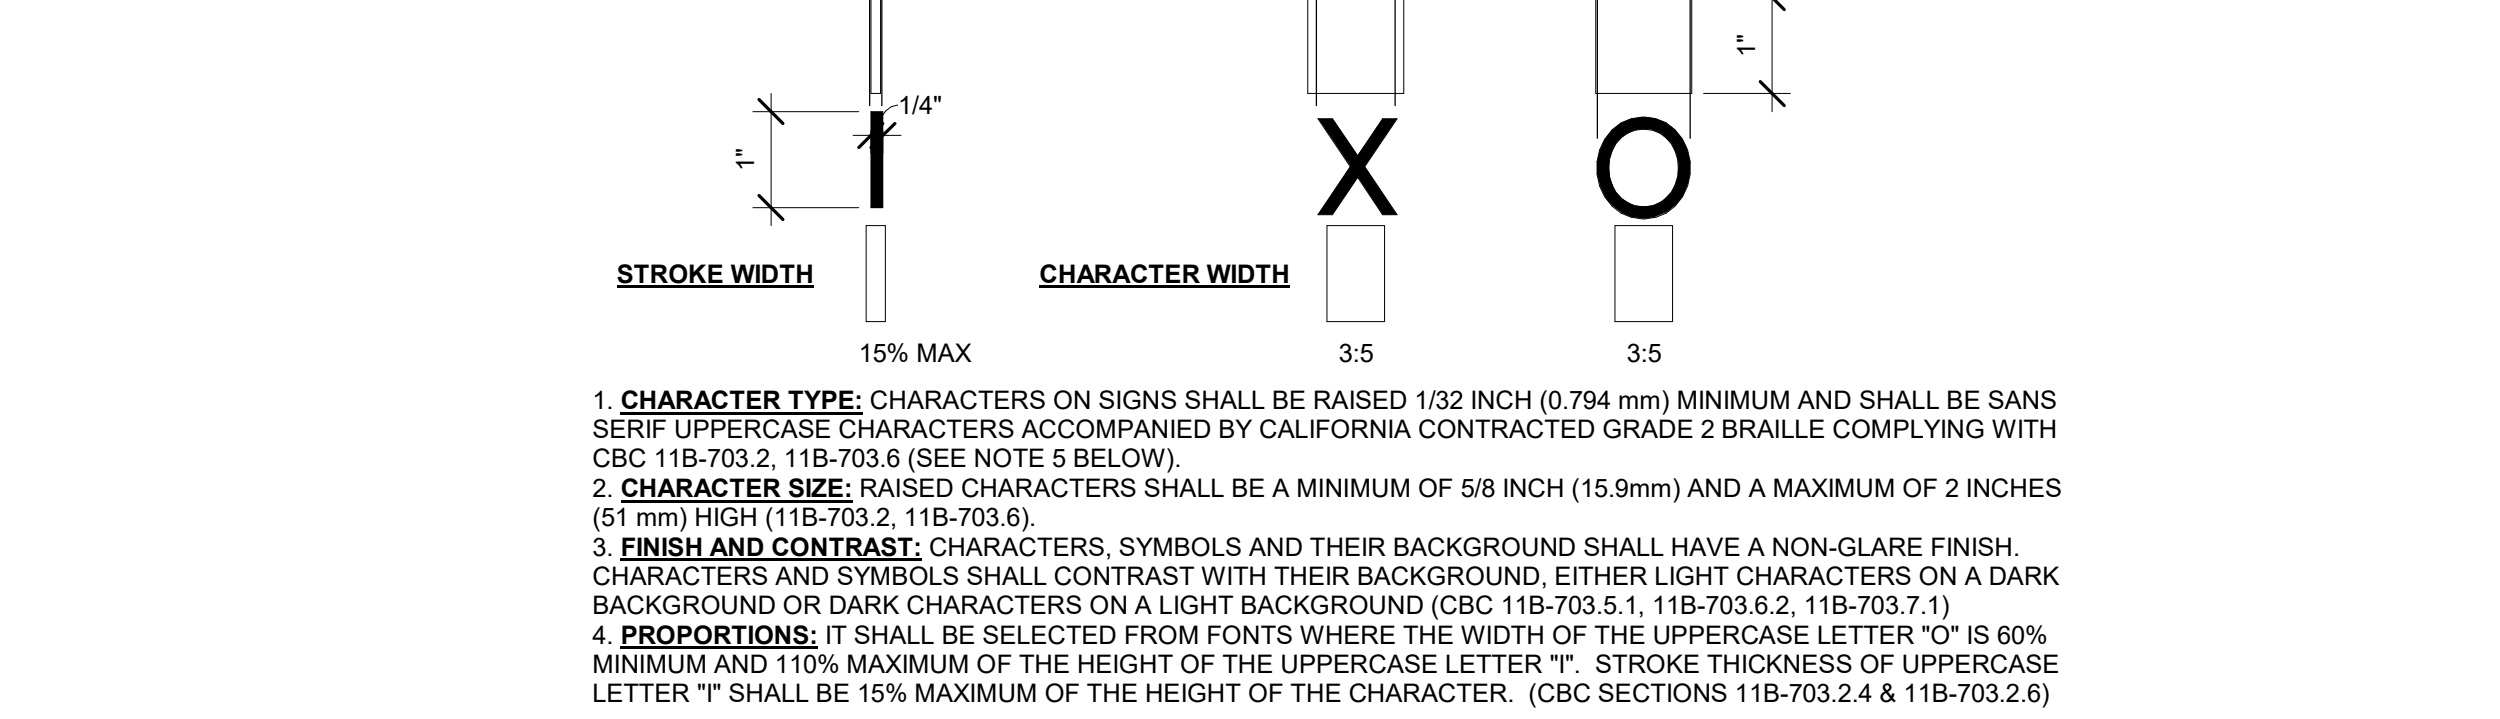 1"
1/4"
1"
STROKE WIDTH
CHARACTER WIDTH
15% MAX
3:5
3:5
1. CHARACTER TYPE: CHARACTERS ON SIGNS SHALL BE RAISED 1/32 INCH (0.794 mm) MINIMUM AND SHALL BE SANS
SERIF UPPERCASE CHARACTERS ACCOMPANIED BY CALIFORNIA CONTRACTED GRADE 2 BRAILLE COMPLYING WITH
CBC 11B-703.2, 11B-703.6 (SEE NOTE 5 BELOW).
2. CHARACTER SIZE: RAISED CHARACTERS SHALL BE A MINIMUM OF 5/8 INCH (15.9mm) AND A MAXIMUM OF 2 INCHES
(51 mm) HIGH (11B-703.2, 11B-703.6).
3. FINISH AND CONTRAST: CHARACTERS, SYMBOLS AND THEIR BACKGROUND SHALL HAVE A NON-GLARE FINISH.
CHARACTERS AND SYMBOLS SHALL CONTRAST WITH THEIR BACKGROUND, EITHER LIGHT CHARACTERS ON A DARK
BACKGROUND OR DARK CHARACTERS ON A LIGHT BACKGROUND (CBC 11B-703.5.1, 11B-703.6.2, 11B-703.7.1)
4. PROPORTIONS: IT SHALL BE SELECTED FROM FONTS WHERE THE WIDTH OF THE UPPERCASE LETTER "O" IS 60%
MINIMUM AND 110% MAXIMUM OF THE HEIGHT OF THE UPPERCASE LETTER "I". STROKE THICKNESS OF UPPERCASE
LETTER "I" SHALL BE 15% MAXIMUM OF THE HEIGHT OF THE CHARACTER. (CBC SECTIONS 11B-703.2.4 & 11B-703.2.6)
I
X
O